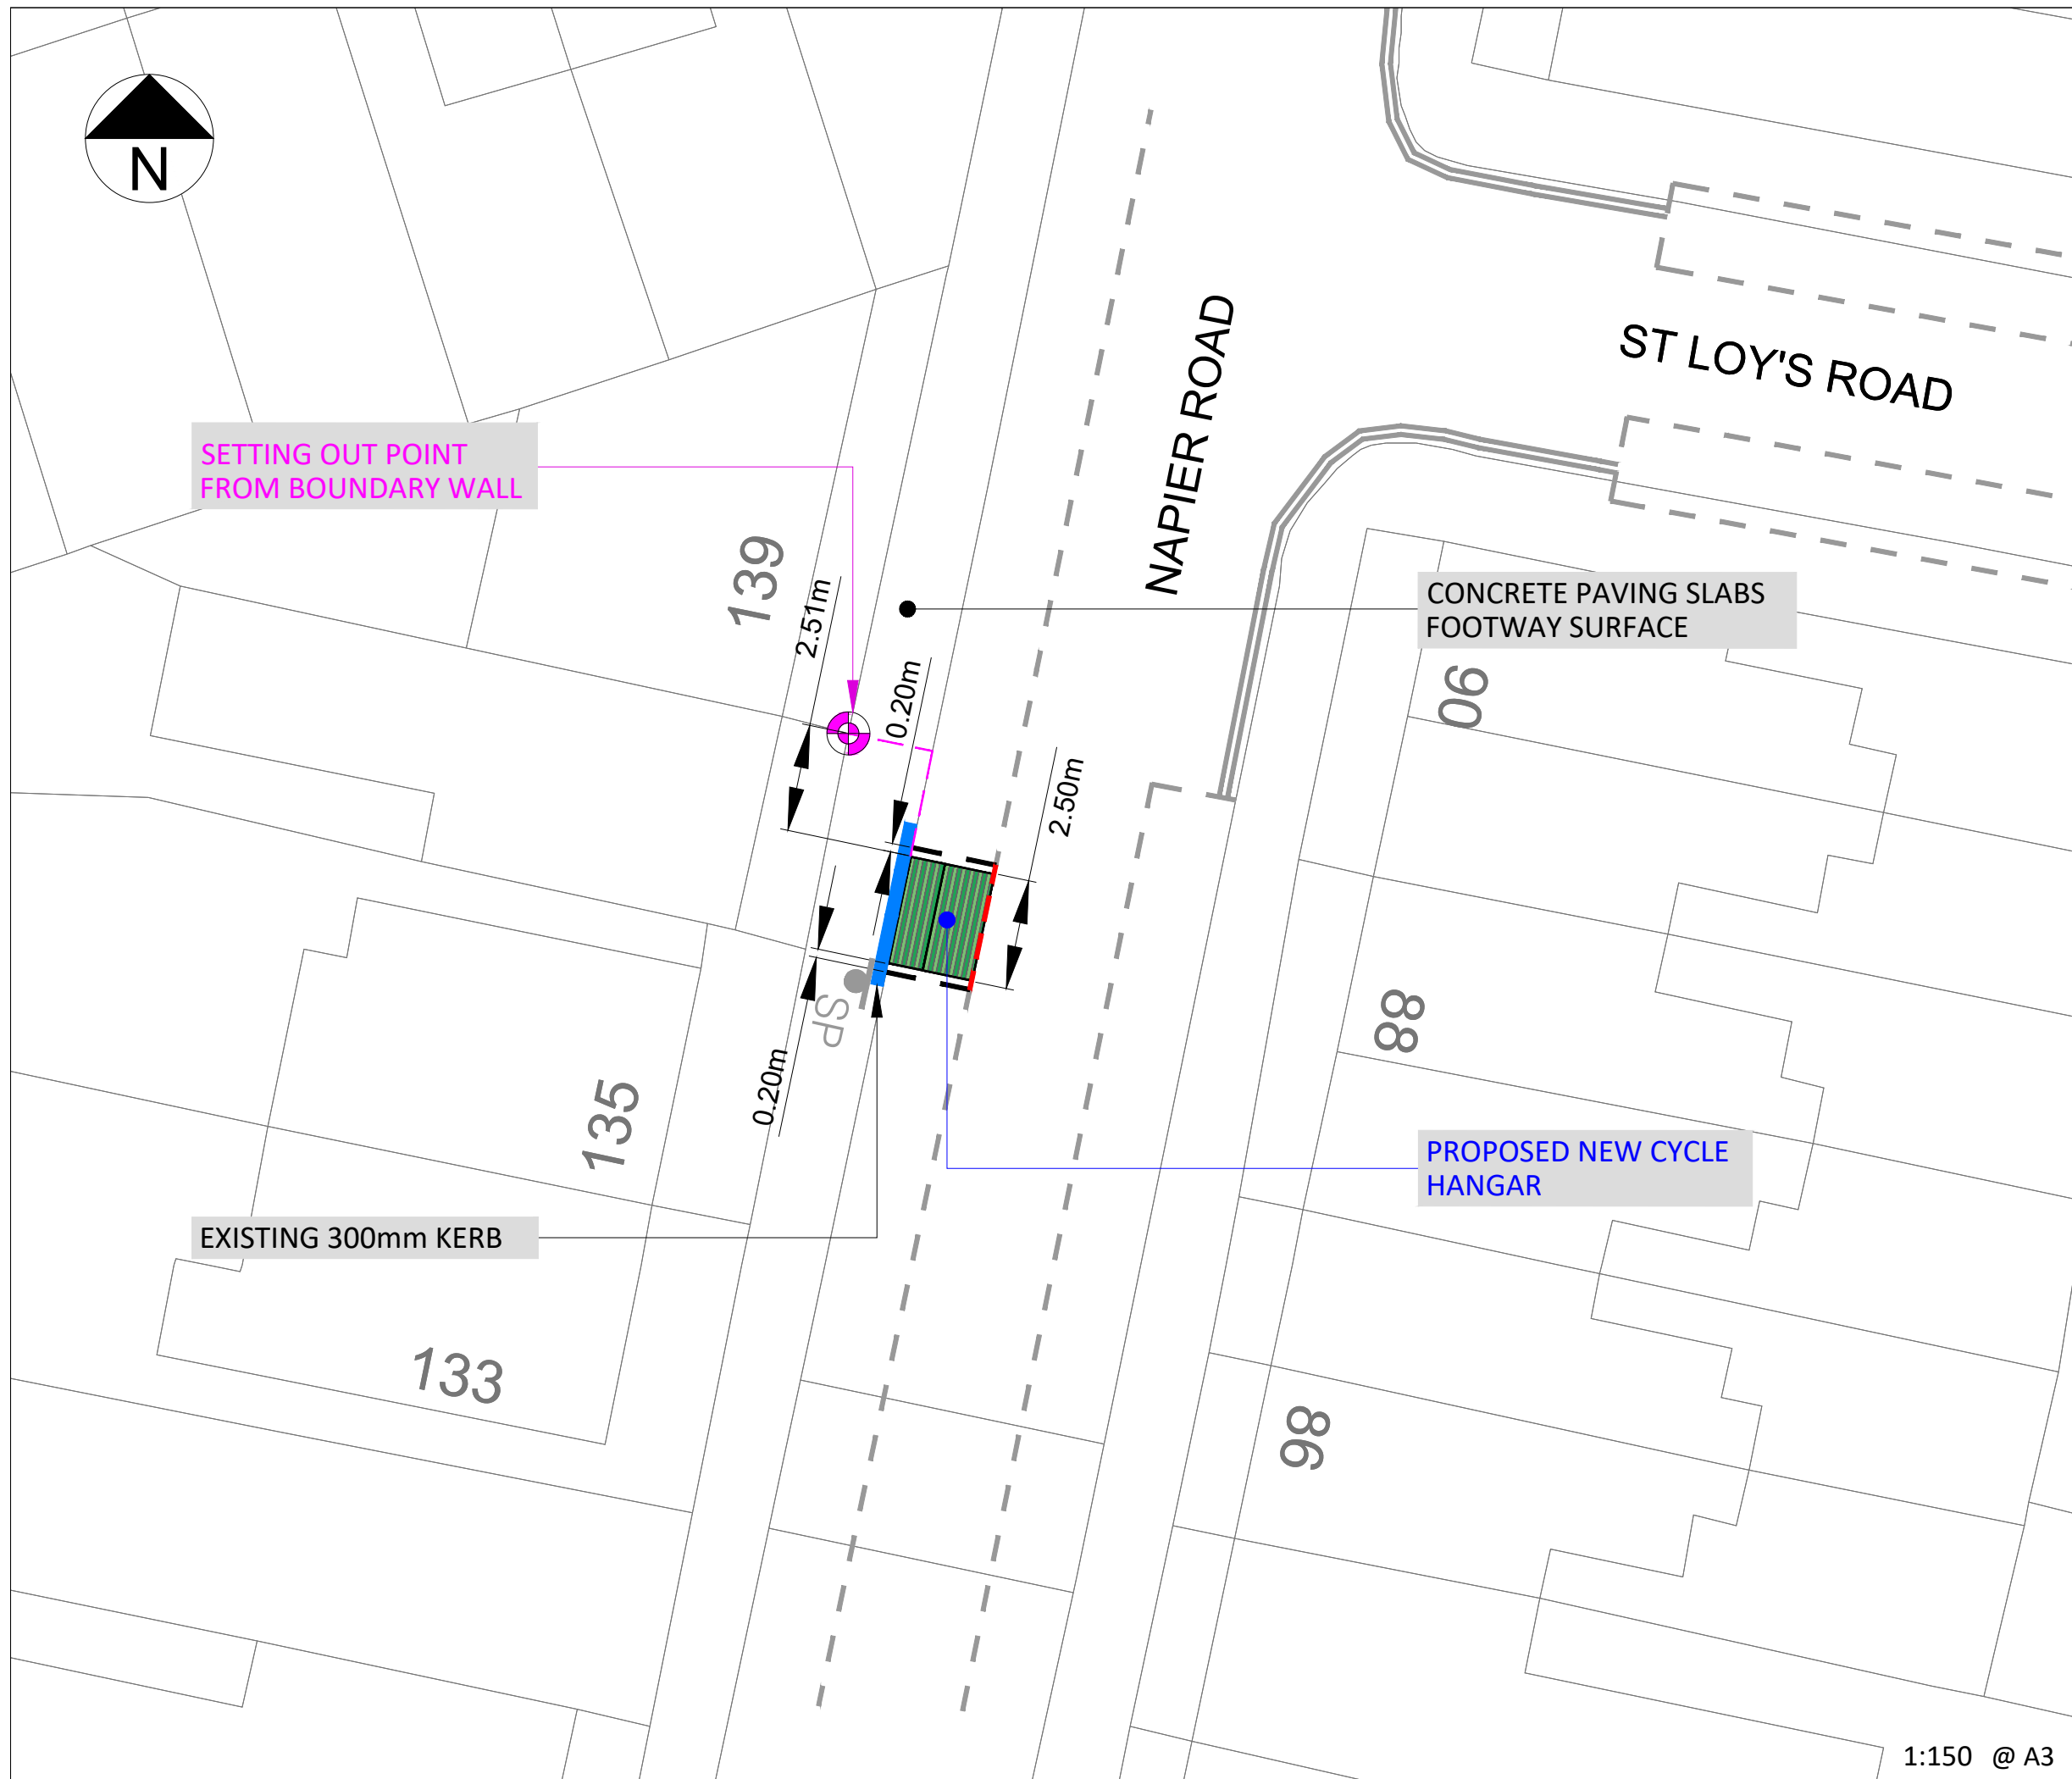 N
ST LOY'S ROAD
NAPIER ROAD
SETTING OUT POINT
FROM BOUNDARY WALL
139
2.51m
CONCRETE PAVING SLABS
FOOTWAY SURFACE
0.20m
90
2.50m
SP
88
0.20m
135
PROPOSED NEW CYCLE
HANGAR
EXISTING 300mm KERB
133
86
1:150 @ A3